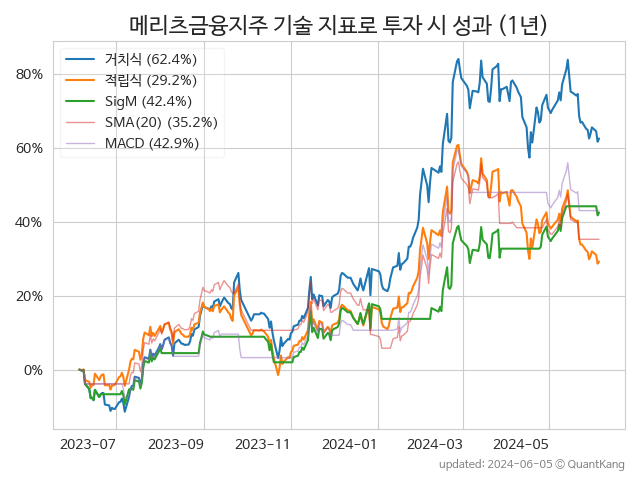 메리츠금융지주 기술 지표로 투자 시 성과 (1년)
거치식 (62.4%)
적립식 (29.2%)
SigM (42.4%)
SMA(20) (35.2%)
MACD (42.9%)
80%
60%
40%
20%
0%
2023-07 2023-09 2023-11 2024-01 2024-03 2024-05
updated: 2024-06-05 © QuantKang